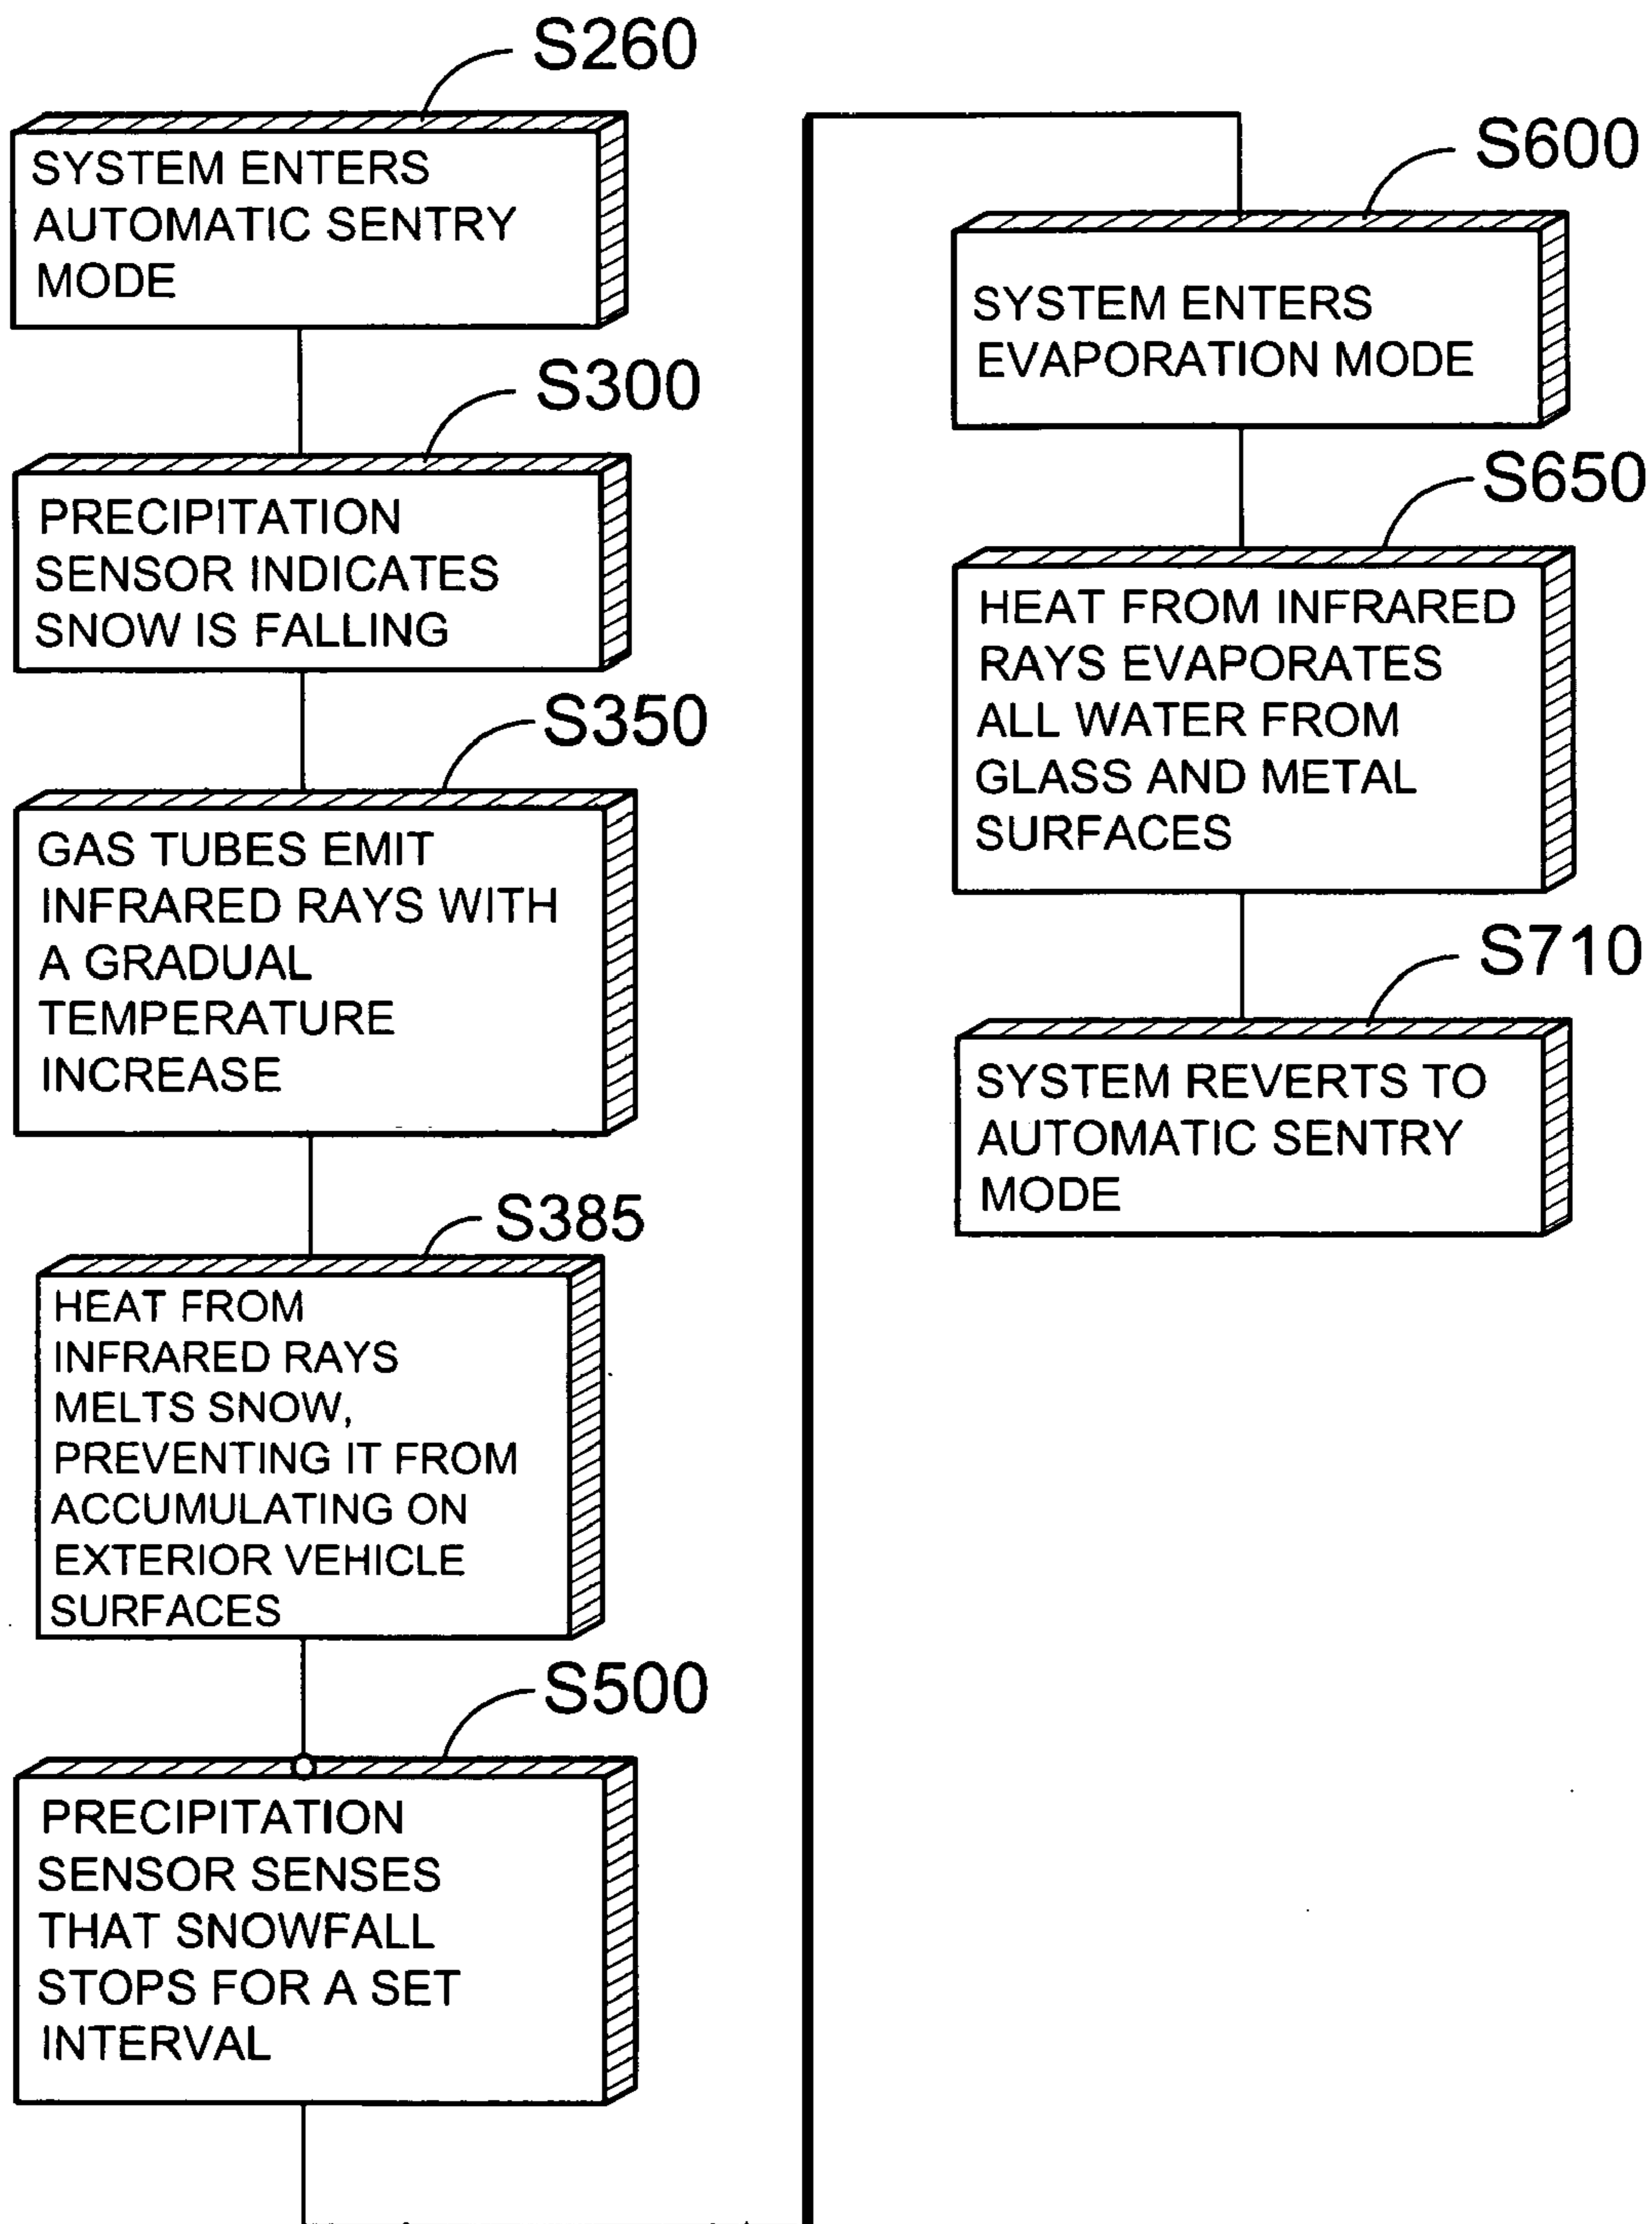 S260
SYSTEM ENTERS
AUTOMATIC SENTRY
MODE
S300
PRECIPITATION
SENSOR INDICATES
SNOW IS FALLING
S350
GAS TUBES EMIT
INFRARED RAYS WITH
A GRADUAL
TEMPERATURE
INCREASE
S385
HEAT FROM
INFRARED RAYS
MELTS SNOW,
PREVENTING IT FROM
ACCUMULATING ON
EXTERIOR VEHICLE
SURFACES
S500
PRECIPITATION
SENSOR SENSES
THAT SNOWFALL
STOPS FOR A SET
INTERVAL
S600
SYSTEM ENTERS
EVAPORATION MODE
S650
HEAT FROM INFRARED
RAYS EVAPORATES
ALL WATER FROM
GLASS AND METAL
SURFACES
S710
SYSTEM REVERTS TO
AUTOMATIC SENTRY
MODE